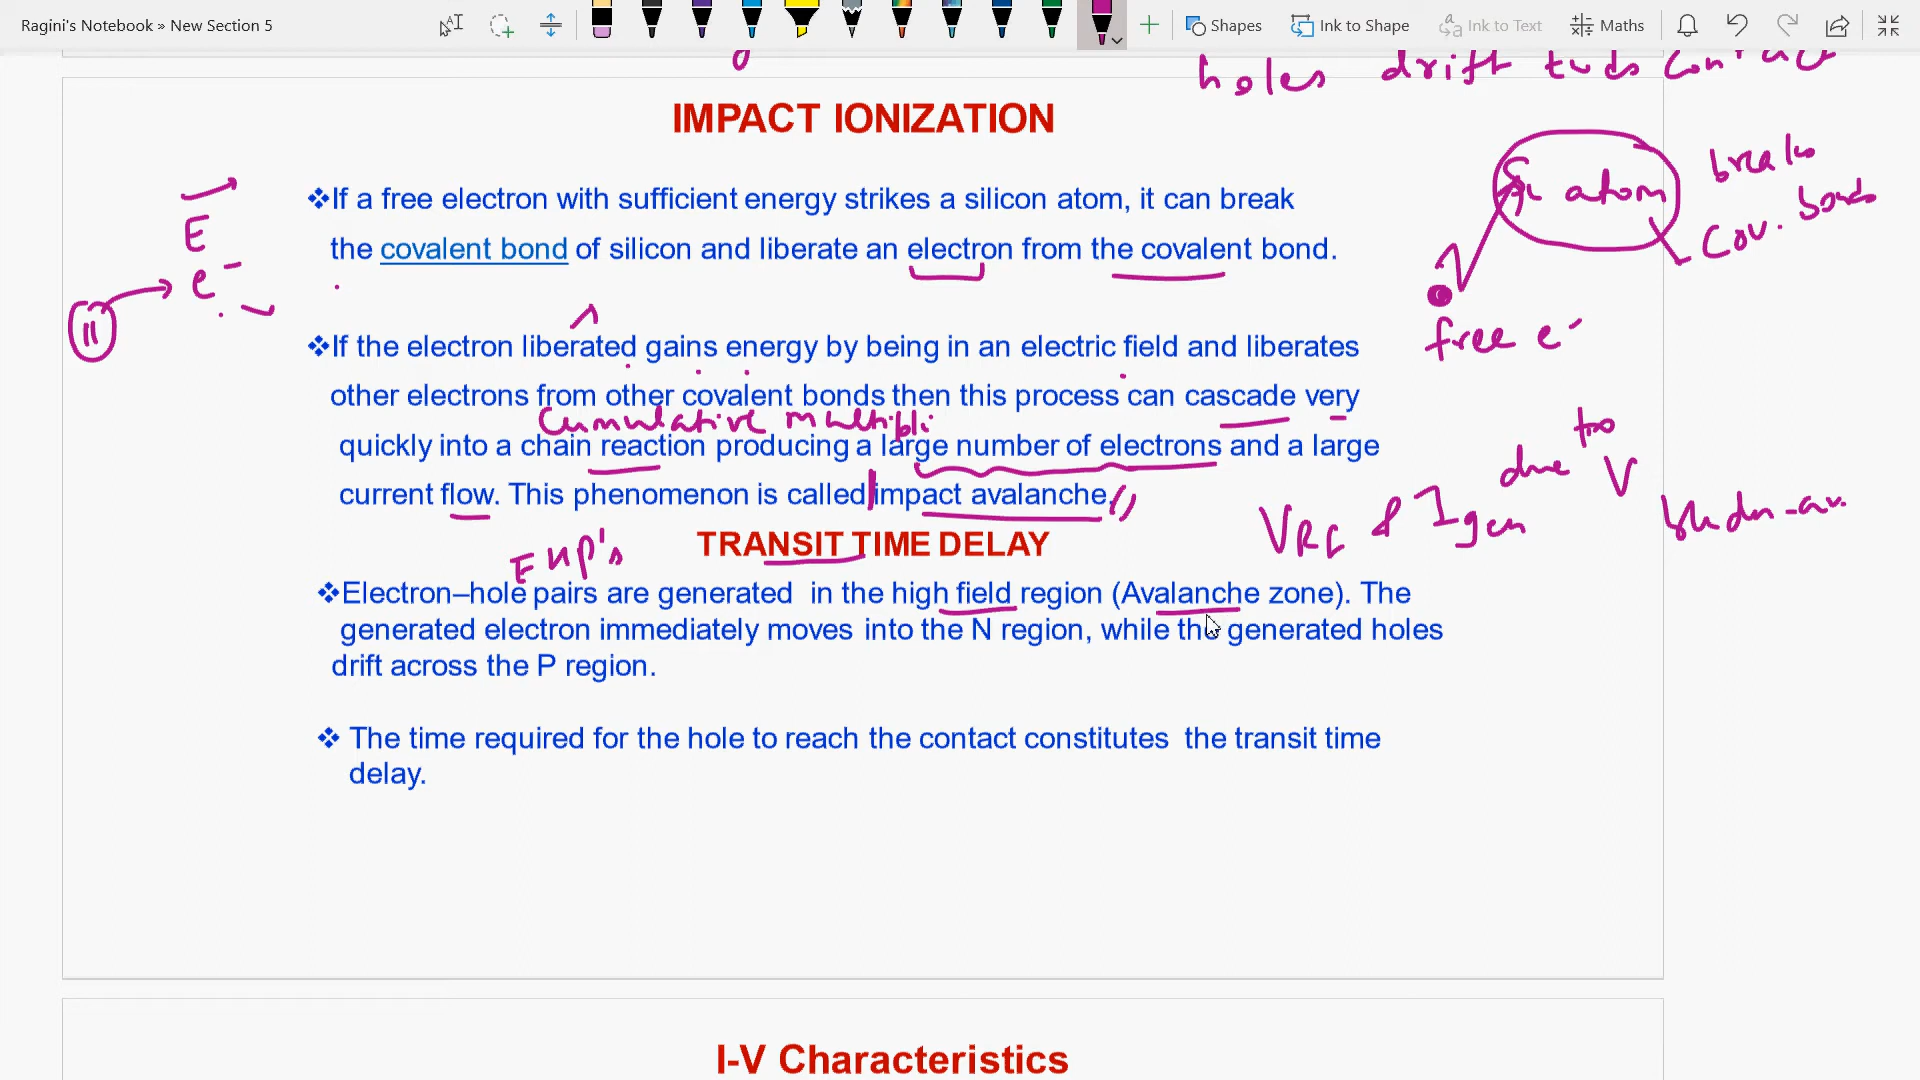 Ragini's Notebook » New Section 5
Shapes
Ink to Shape
Ink to Text
Maths
holes drift twds contact
IMPACT IONIZATION
❖If a free electron with sufficient energy strikes a silicon atom, it can break
the covalent bond of silicon and liberate an electron from the covalent bond.
E
e-
Si atom
breaks
cov. bonds
free e-
❖If the electron liberated gains energy by being in an electric field and liberates
other electrons from other covalent bonds then this process can cascade very
cumulative multipli
quickly into a chain reaction producing a large number of electrons and a large
current flow. This phenomenon is called impact avalanche.
VRF & I gen
due too
V
TRANSIT TIME DELAY
EHP's
❖Electron–hole pairs are generated  in the high field region (Avalanche zone). The
generated electron immediately moves into the N region, while the generated holes
drift across the P region.
❖ The time required for the hole to reach the contact constitutes  the transit time
delay.
I-V Characteristics